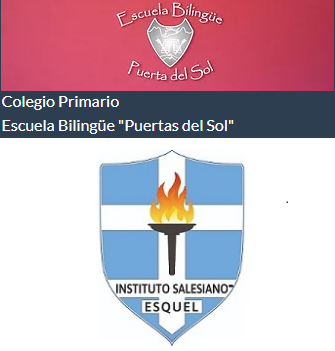 Escuela Bilingüe
Puerta del Sol
Colegio Primario
Escuela Bilingüe "Puertas del Sol"
INSTITUTO SALESIANO
ESQUEL